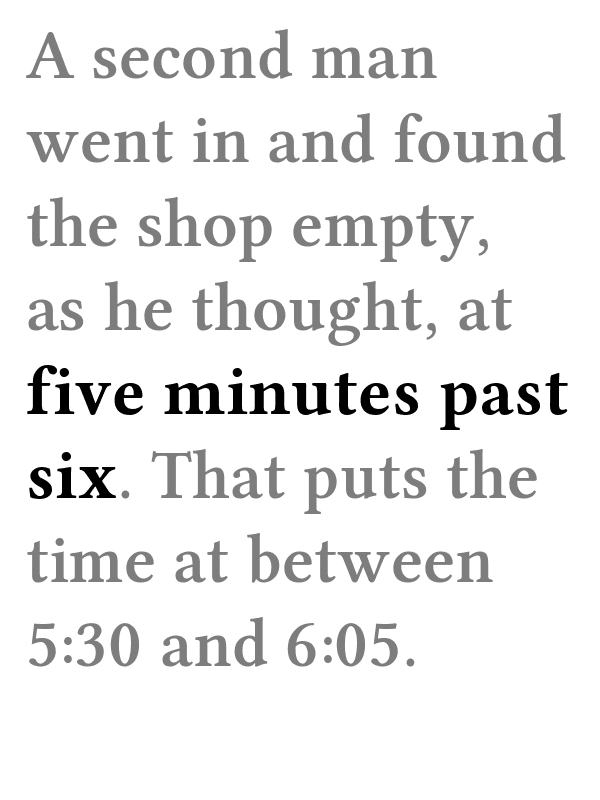 A second man
went in and found
the shop empty,
as he thought, at
five minutes past
six. That puts the
time at between
5:30 and 6:05.